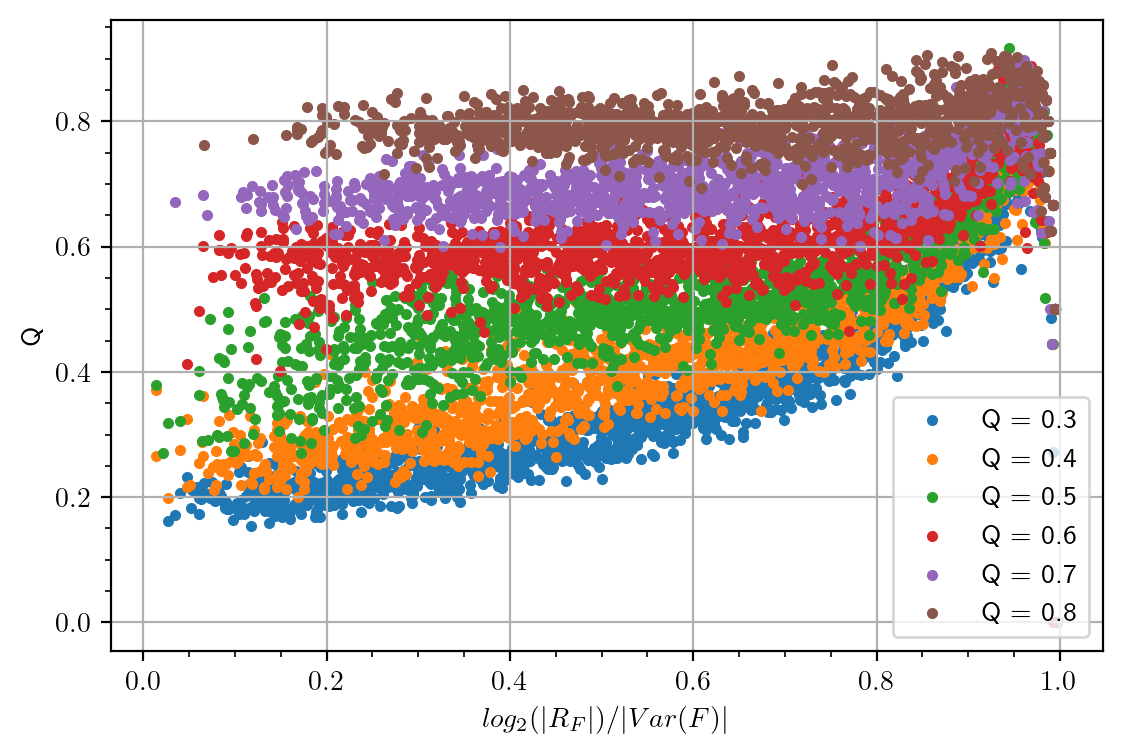 Q
0.8
0.6
0.4
0.2
0.0
0.0 0.2 0.4 0.6 0.8 1.0
log₂(|R_F|)/|Var(F)|
Q = 0.3
Q = 0.4
Q = 0.5
Q = 0.6
Q = 0.7
Q = 0.8